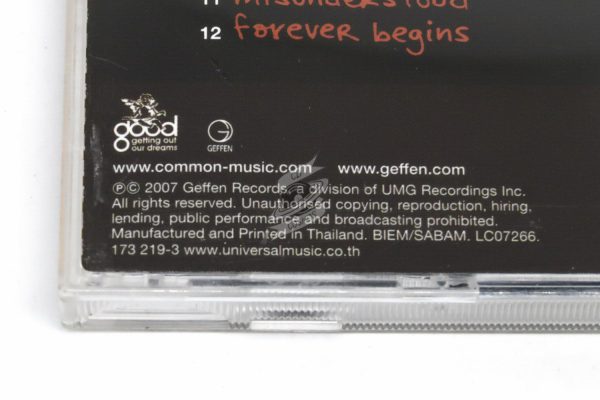 11 misunderstood
12 forever begins
good
getting out
our dreams
GEFFEN
www.common-music.com www.geffen.com
℗© 2007 Geffen Records, a division of UMG Recordings Inc.
All rights reserved. Unauthorised copying, reproduction, hiring,
lending, public performance and broadcasting prohibited.
Manufactured and Printed in Thailand. BIEM/SABAM. LC07266.
173 219-3 www.universalmusic.co.th